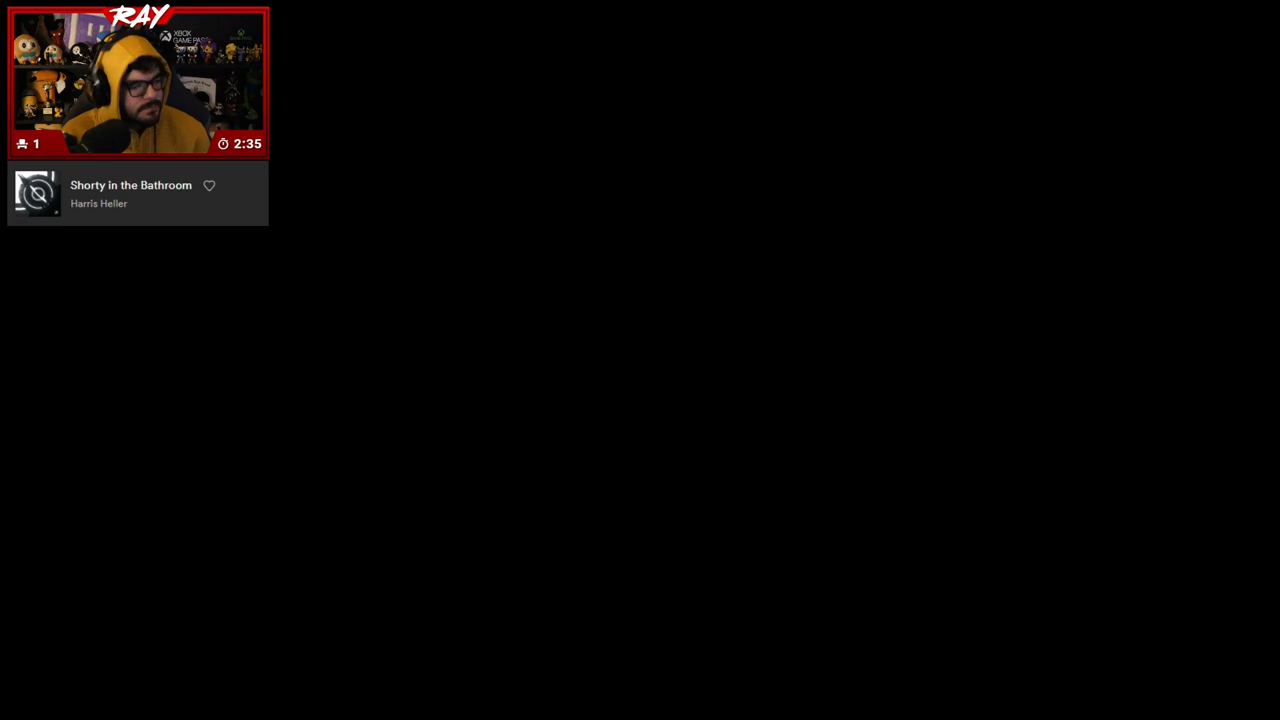 RAY
XBOX
GAME PASS
1
2:35
Shorty in the Bathroom
Harris Heller